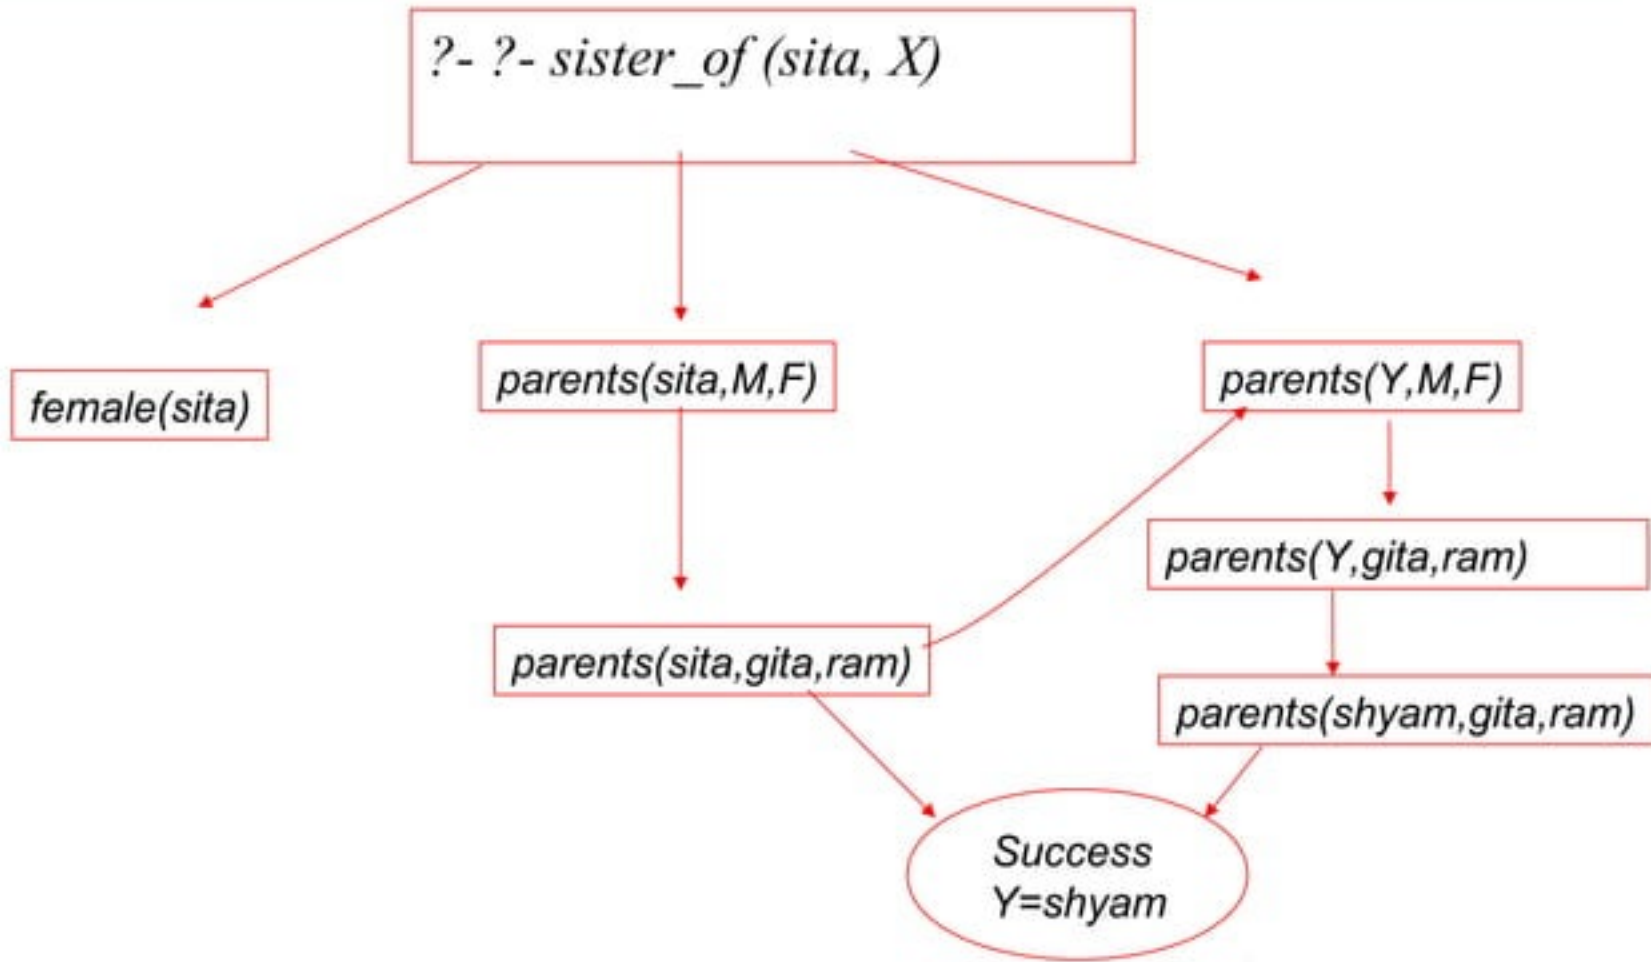 ?- ?- sister_of (sita, X)
female(sita)
parents(sita,M,F)
parents(Y,M,F)
parents(Y,gita,ram)
parents(sita,gita,ram)
parents(shyam,gita,ram)
Success
Y=shyam